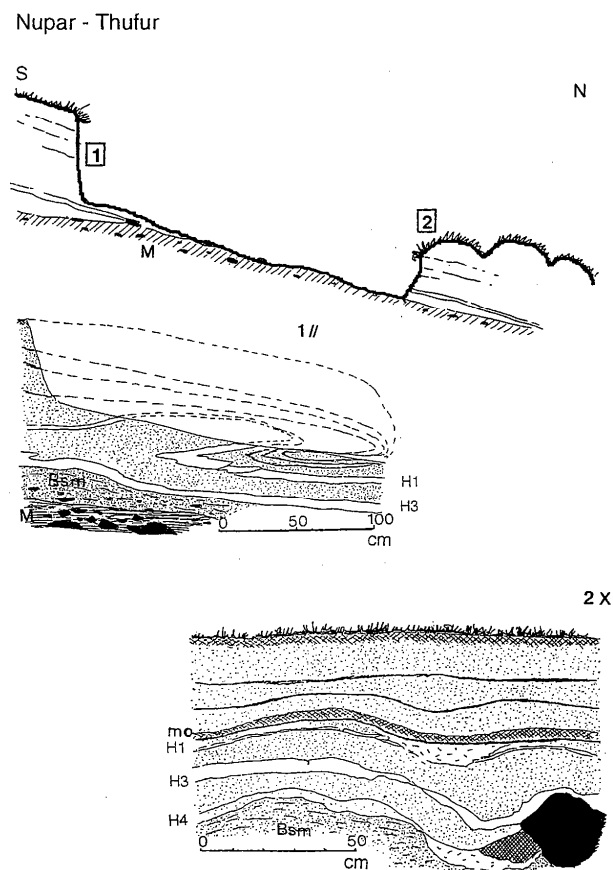 Nupar - Thufur
S
N
1
2
M
1//
H1
H3
Bsm
M
0 50 100
cm
2 X
mo
H1
H3
H4
Bsm
0 50
cm